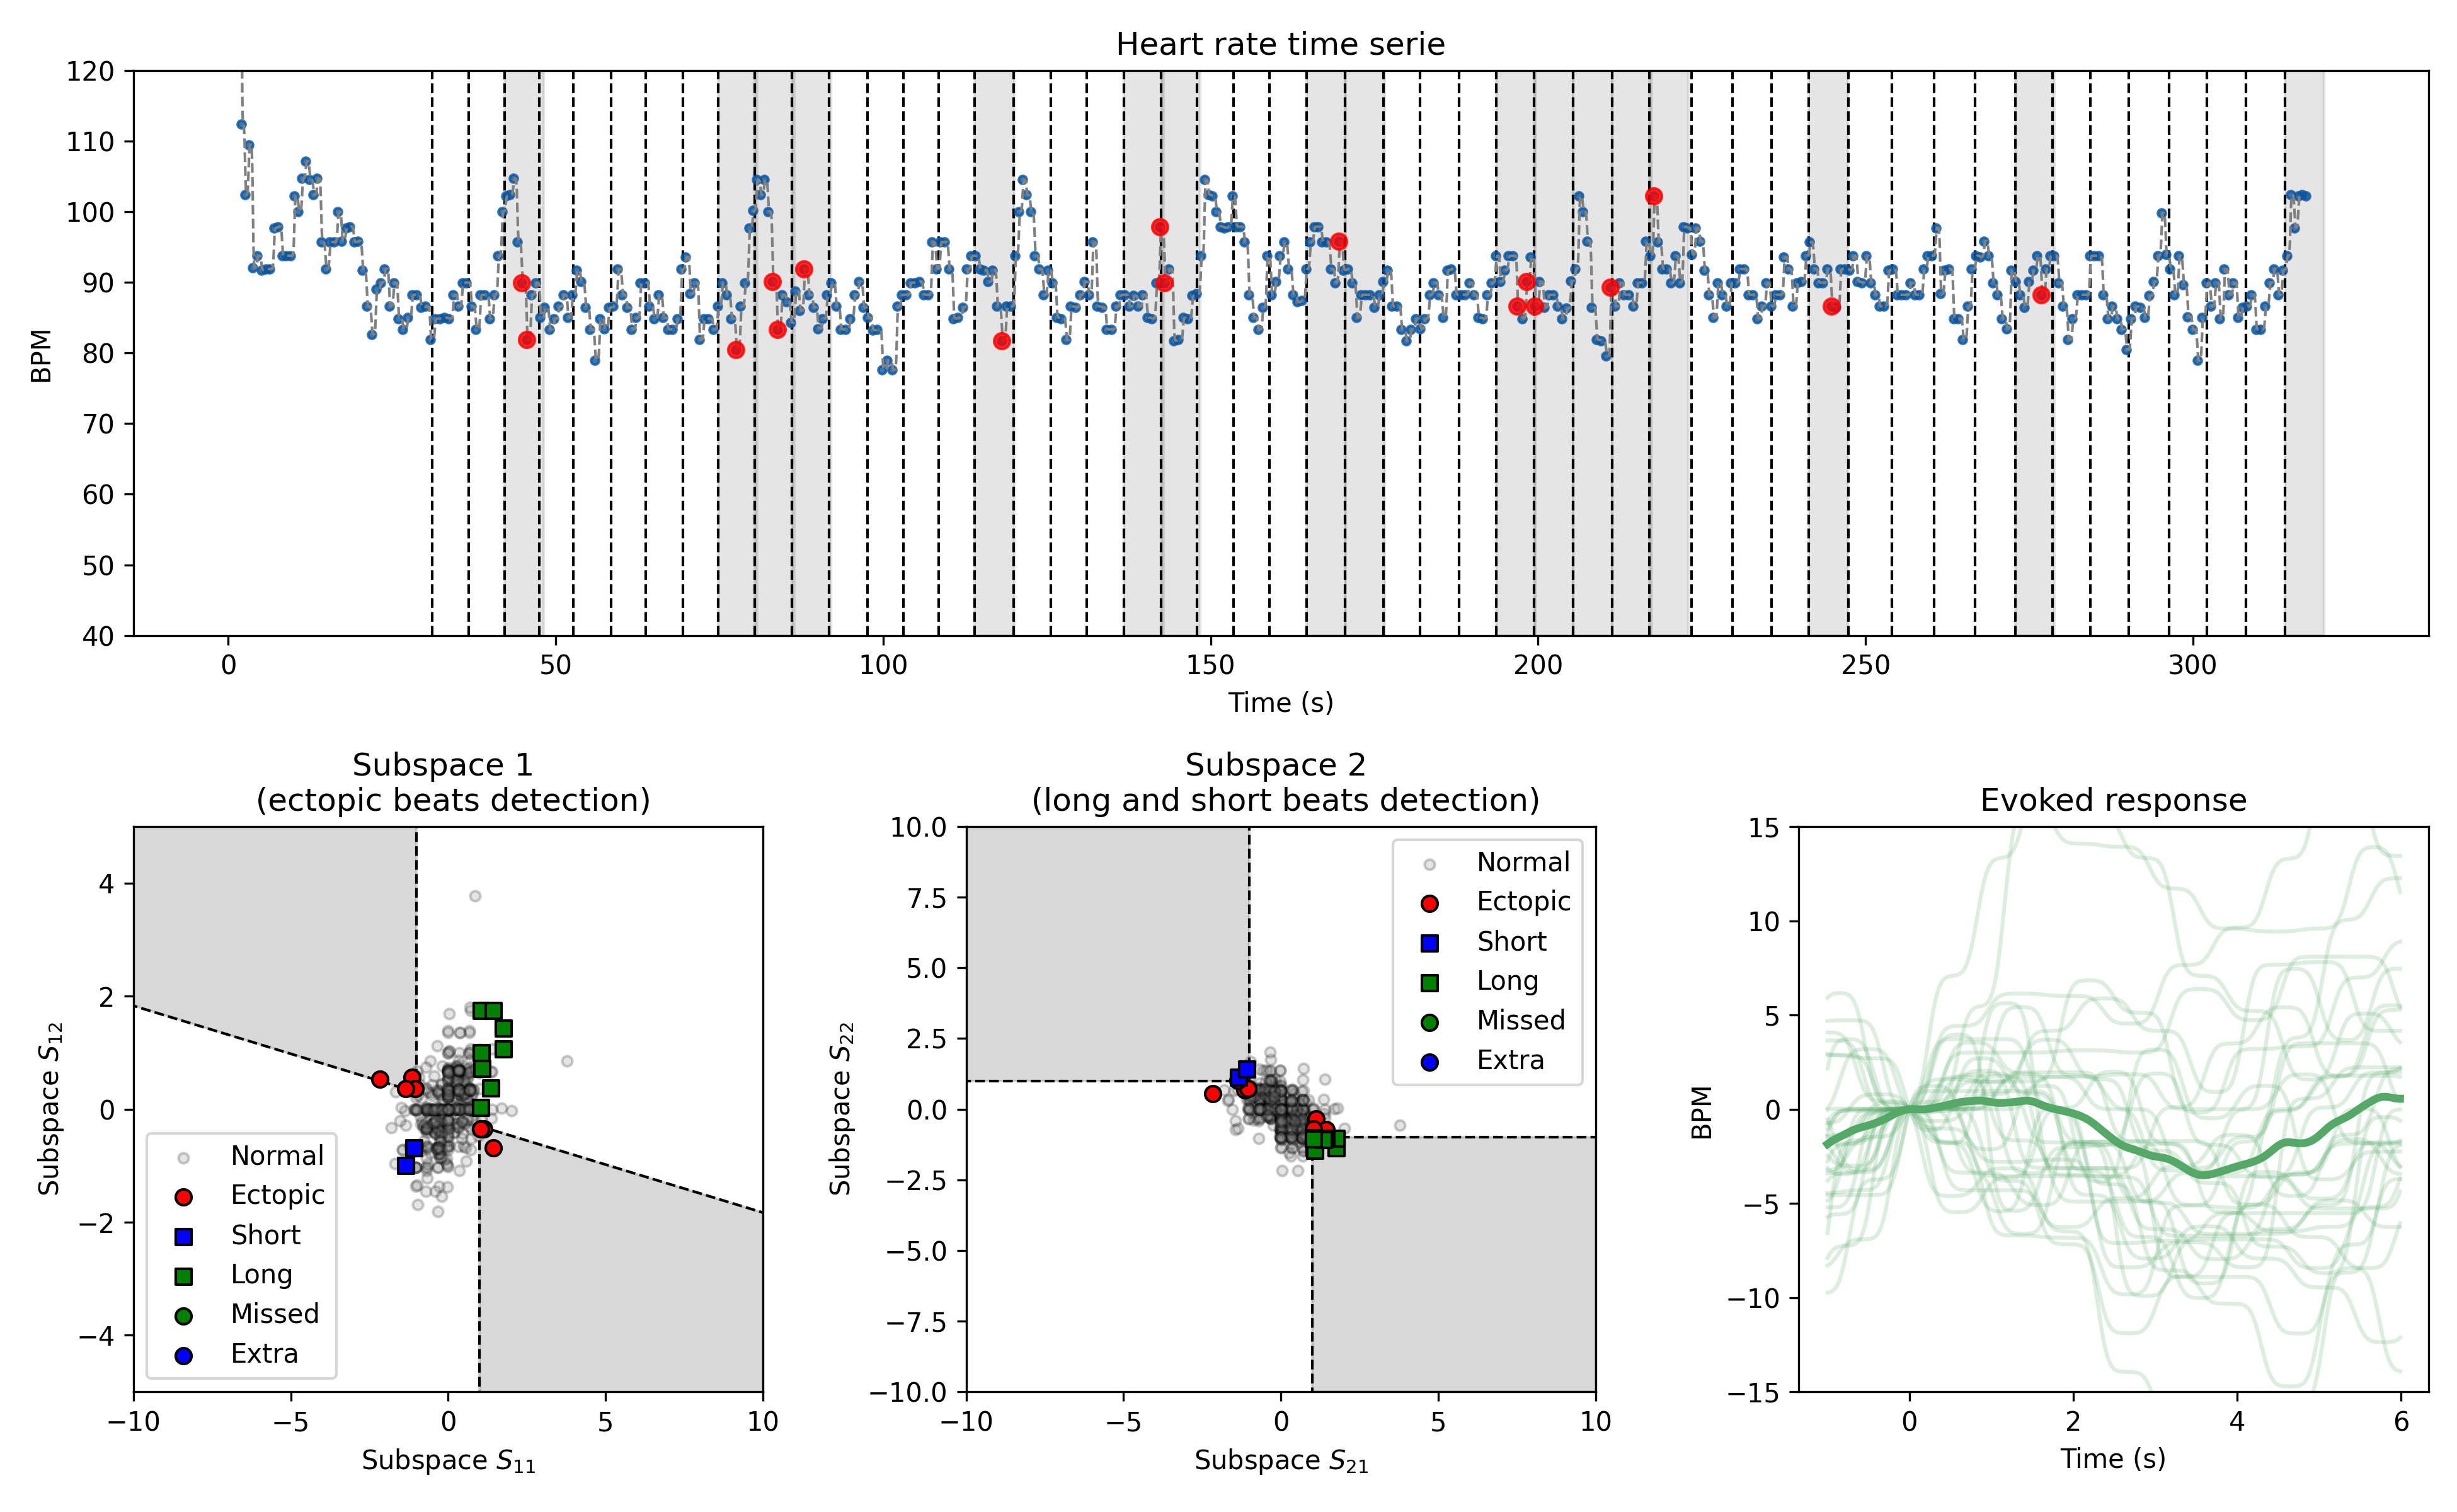 Heart rate time serie
120
110
100
90
80
70
60
50
40
BPM
0 50 100 150 200 250 300
Time (s)
Subspace 1
(ectopic beats detection)
4
2
0
−2
−4
Subspace S12
Normal
Ectopic
Short
Long
Missed
Extra
−10 −5 0 5 10
Subspace S11
Subspace 2
(long and short beats detection)
10.0
7.5
5.0
2.5
0.0
−2.5
−5.0
−7.5
−10.0
Subspace S22
Normal
Ectopic
Short
Long
Missed
Extra
−10 −5 0 5 10
Subspace S21
Evoked response
15
10
5
0
−5
−10
−15
BPM
0 2 4 6
Time (s)